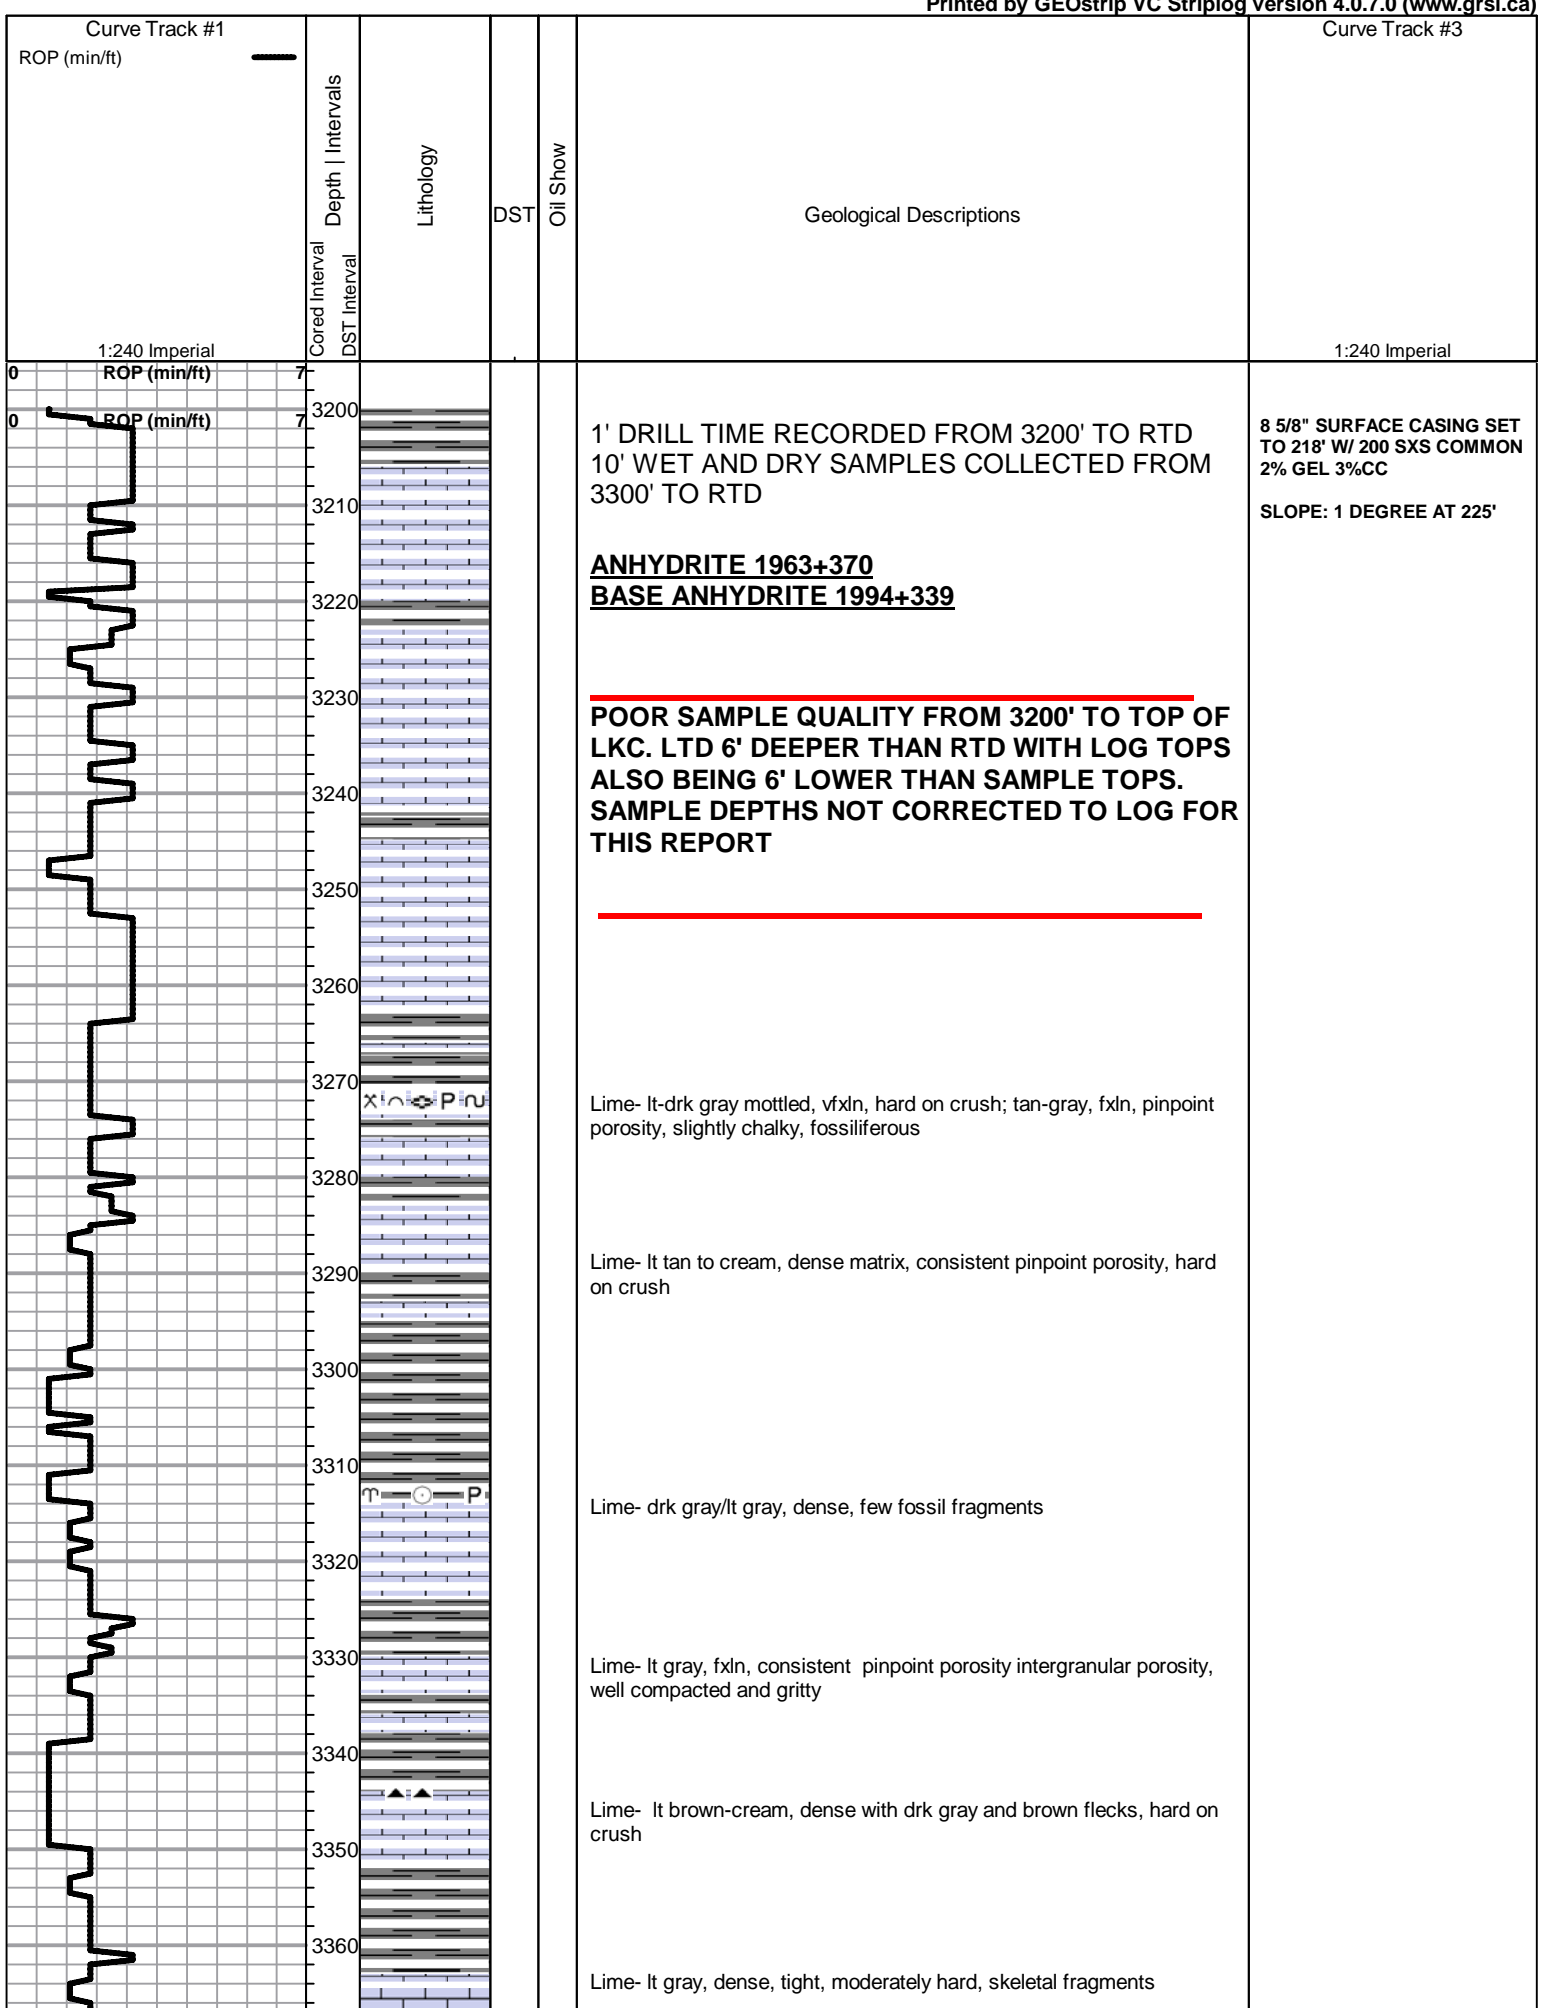 Printed by GEOstrip VC Striplog version 4.0.7.0 (www.grsi.ca)
Curve Track #1
ROP (min/ft)
1:240 Imperial
Depth | Intervals
Cored Interval
DST Interval
Lithology
DST
Oil Show
Geological Descriptions
Curve Track #3
1:240 Imperial
0 ROP (min/ft) 7
0 ROP (min/ft) 7
3200
3210
3220
3230
3240
3250
3260
3270
3280
3290
3300
3310
3320
3330
3340
3350
3360
P
P
1' DRILL TIME RECORDED FROM 3200' TO RTD
10' WET AND DRY SAMPLES COLLECTED FROM
3300' TO RTD
ANHYDRITE 1963+370
BASE ANHYDRITE 1994+339
POOR SAMPLE QUALITY FROM 3200' TO TOP OF
LKC. LTD 6' DEEPER THAN RTD WITH LOG TOPS
ALSO BEING 6' LOWER THAN SAMPLE TOPS.
SAMPLE DEPTHS NOT CORRECTED TO LOG FOR
THIS REPORT
Lime- lt-drk gray mottled, vfxln, hard on crush; tan-gray, fxln, pinpoint
porosity, slightly chalky, fossiliferous
Lime- lt tan to cream, dense matrix, consistent pinpoint porosity, hard
on crush
Lime- drk gray/lt gray, dense, few fossil fragments
Lime- lt gray, fxln, consistent  pinpoint porosity intergranular porosity,
well compacted and gritty
Lime-  lt brown-cream, dense with drk gray and brown flecks, hard on
crush
Lime- lt gray, dense, tight, moderately hard, skeletal fragments
8 5/8" SURFACE CASING SET
TO 218' W/ 200 SXS COMMON
2% GEL 3%CC
SLOPE: 1 DEGREE AT 225'